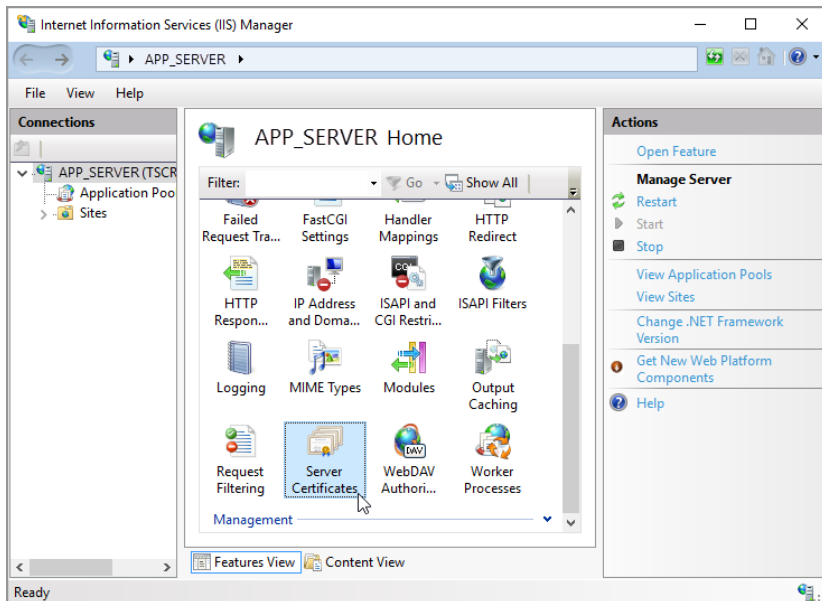 Internet Information Services (IIS) Manager
APP_SERVER
File View Help
Connections
APP_SERVER (TSCR
Application Poo
Sites
APP_SERVER Home
Filter: Go Show All
Failed Request Tra...
FastCGI Settings
Handler Mappings
HTTP Redirect
HTTP Respon...
IP Address and Doma...
ISAPI and CGI Restri...
ISAPI Filters
Logging
MIME Types
Modules
Output Caching
Request Filtering
Server Certificates
WebDAV Authori...
Worker Processes
Management
Features View Content View
Actions
Open Feature
Manage Server
Restart
Start
Stop
View Application Pools
View Sites
Change .NET Framework
Version
Get New Web Platform
Components
Help
Ready